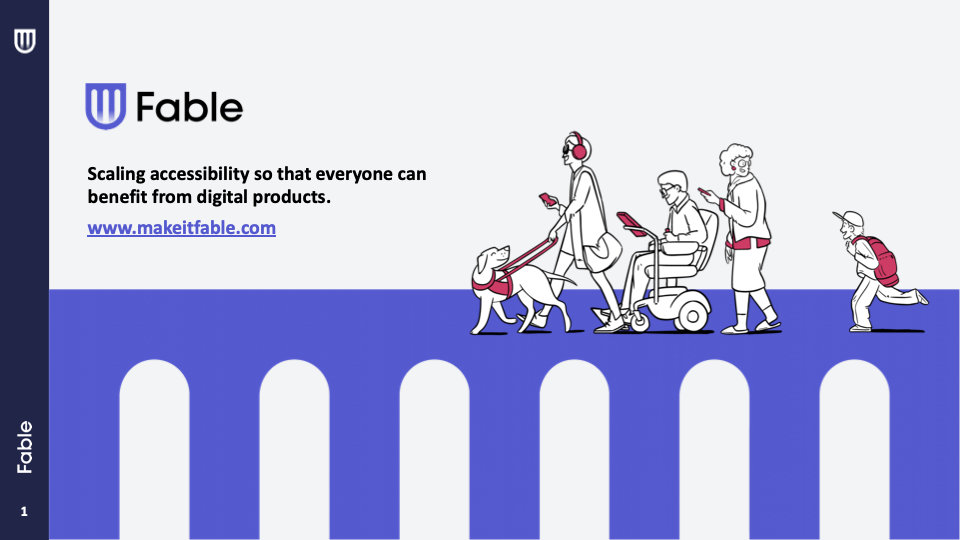 Fable
Scaling accessibility so that everyone can
benefit from digital products.
www.makeitfable.com
Fable
1